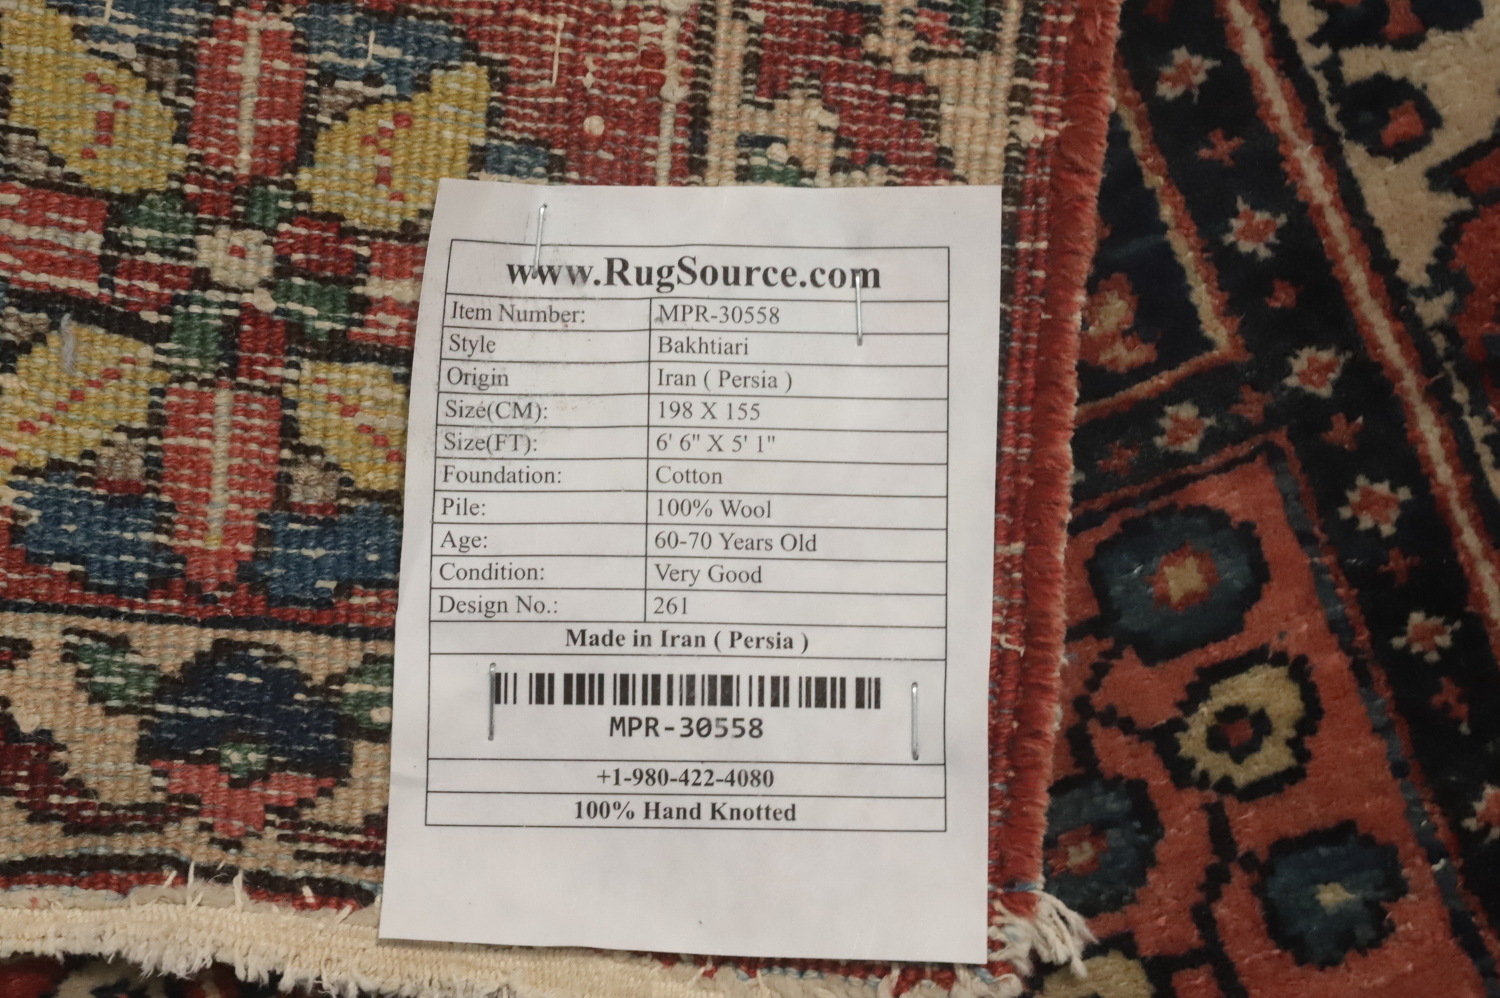 www.RugSource.com
Item Number: MPR-30558
Style Bakhtiari
Origin Iran ( Persia )
Size(CM): 198 X 155
Size(FT): 6' 6" X 5' 1"
Foundation: Cotton
Pile: 100% Wool
Age: 60-70 Years Old
Condition: Very Good
Design No.: 261
Made in Iran ( Persia )
MPR-30558
+1-980-422-4080
100% Hand Knotted